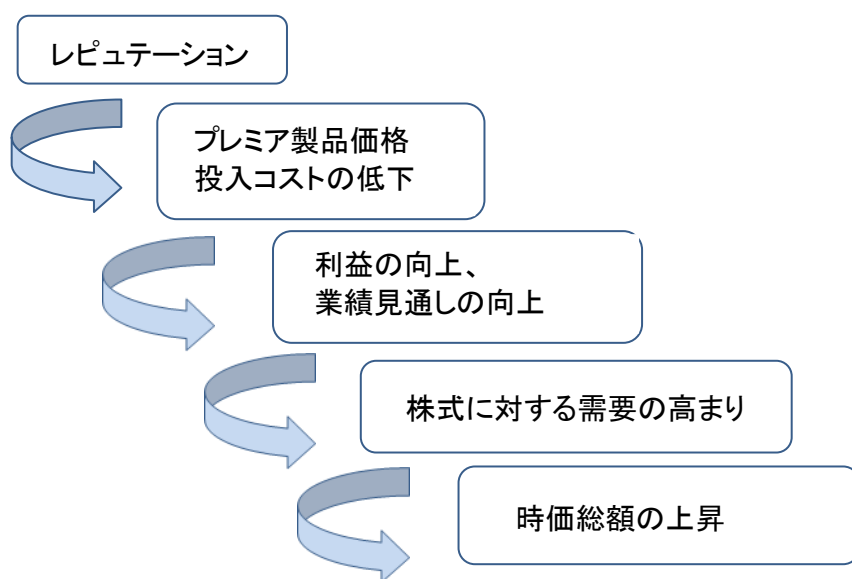 レピュテーション
プレミア製品価格
投入コストの低下
利益の向上、
業績見通しの向上
株式に対する需要の高まり
時価総額の上昇